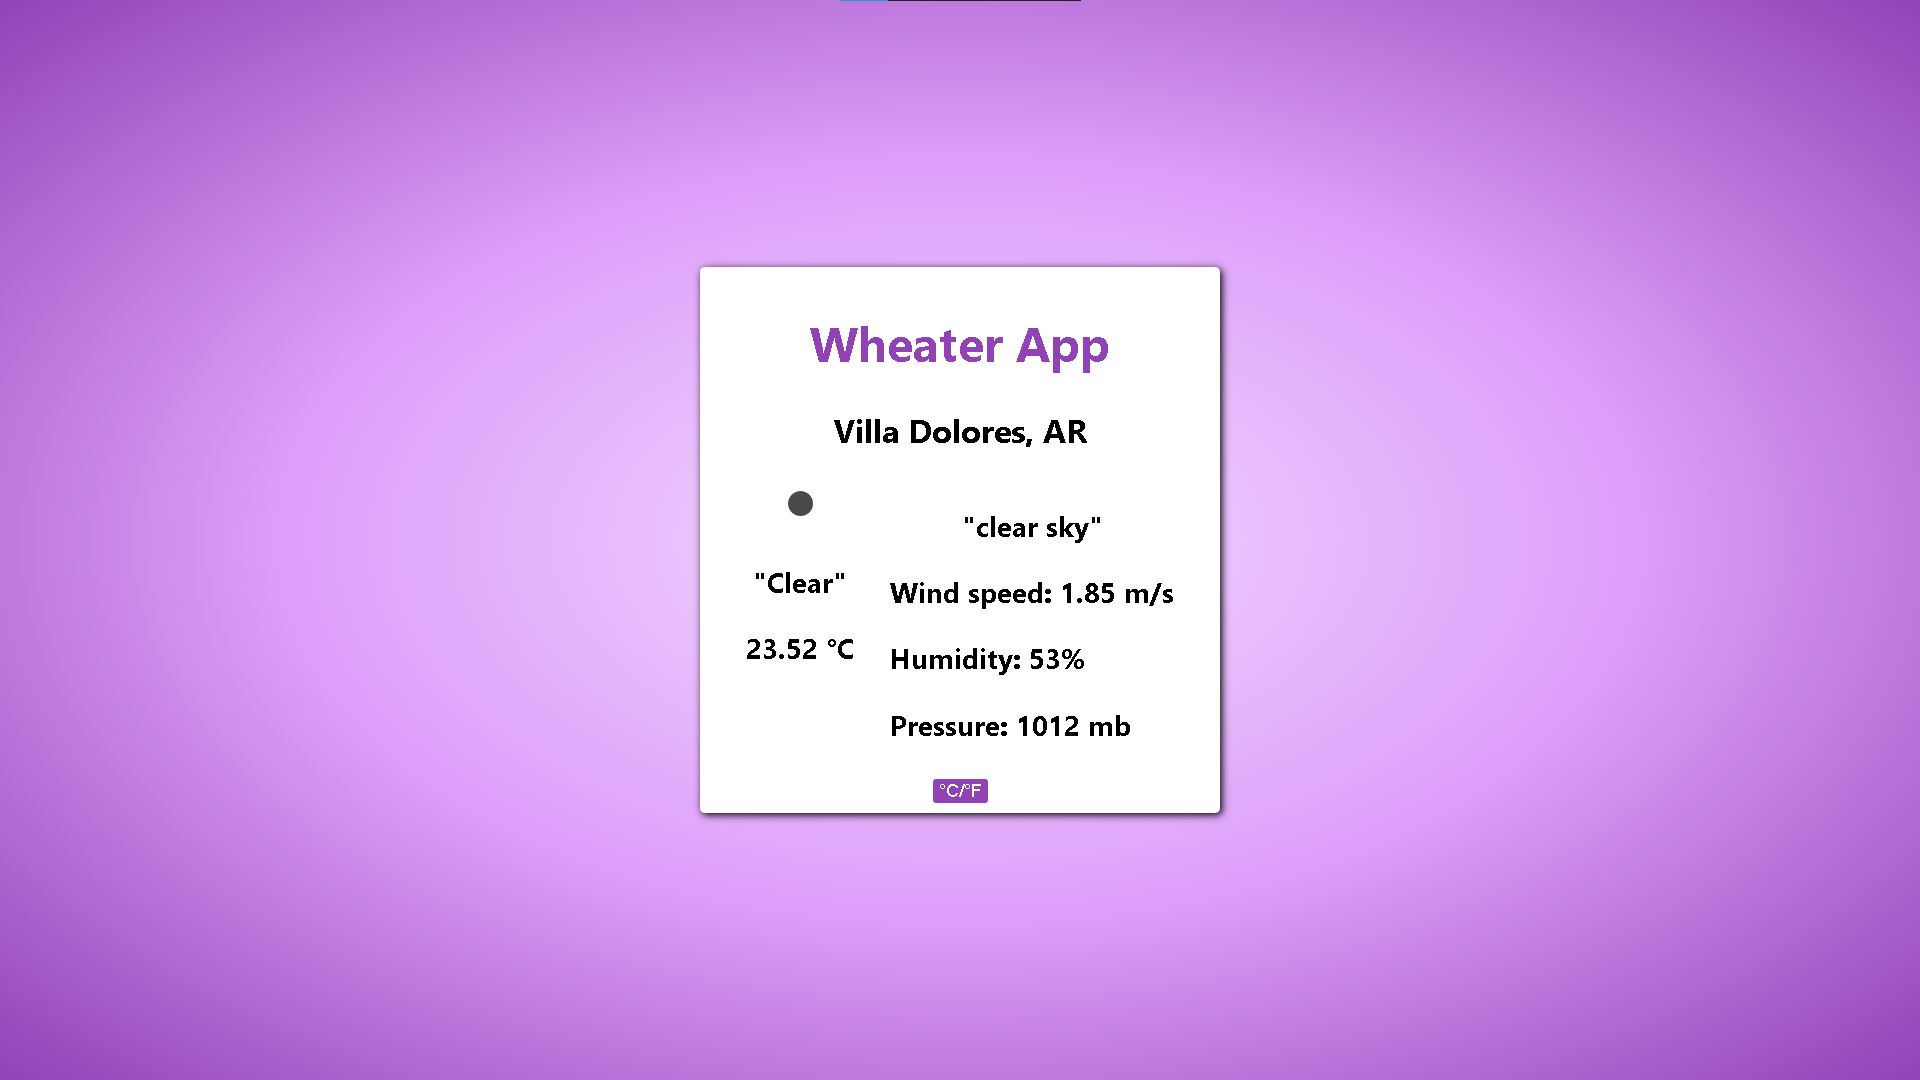 Wheater App
Villa Dolores, AR
"Clear"
23.52 °C
"clear sky"
Wind speed: 1.85 m/s
Humidity: 53%
Pressure: 1012 mb
°C/°F